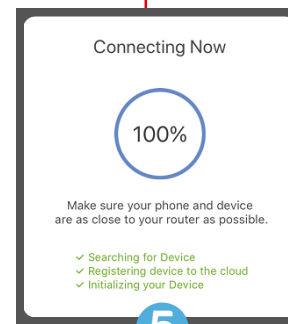 Connecting Now
100%
Make sure your phone and device
are as close to your router as possible.
✓ Searching for Device
✓ Registering device to the cloud
✓ Initializing your Device
5